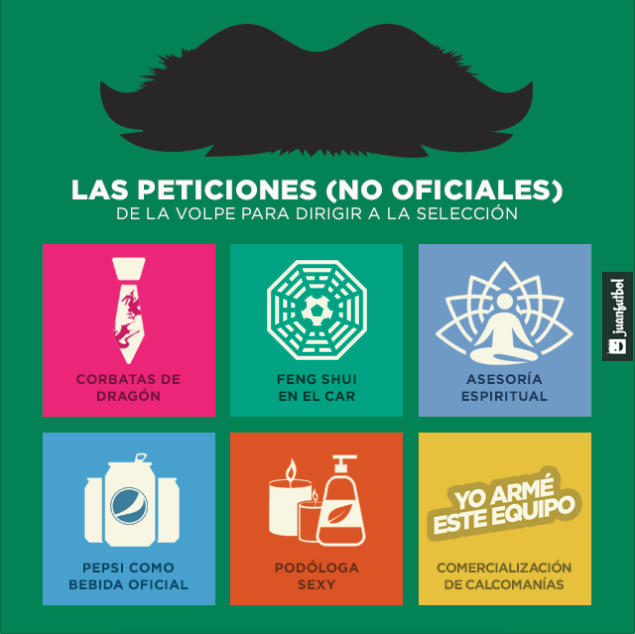 LAS PETICIONES (NO OFICIALES)
DE LA VOLPE PARA DIRIGIR A LA SELECCIÓN
CORBATAS DE
DRAGÓN
FENG SHUI
EN EL CAR
ASESORÍA
ESPIRITUAL
juanfutbol
PEPSI COMO
BEBIDA OFICIAL
PODÓLOGA
SEXY
YO ARMÉ
ESTE EQUIPO
COMERCIALIZACIÓN
DE CALCOMANÍAS